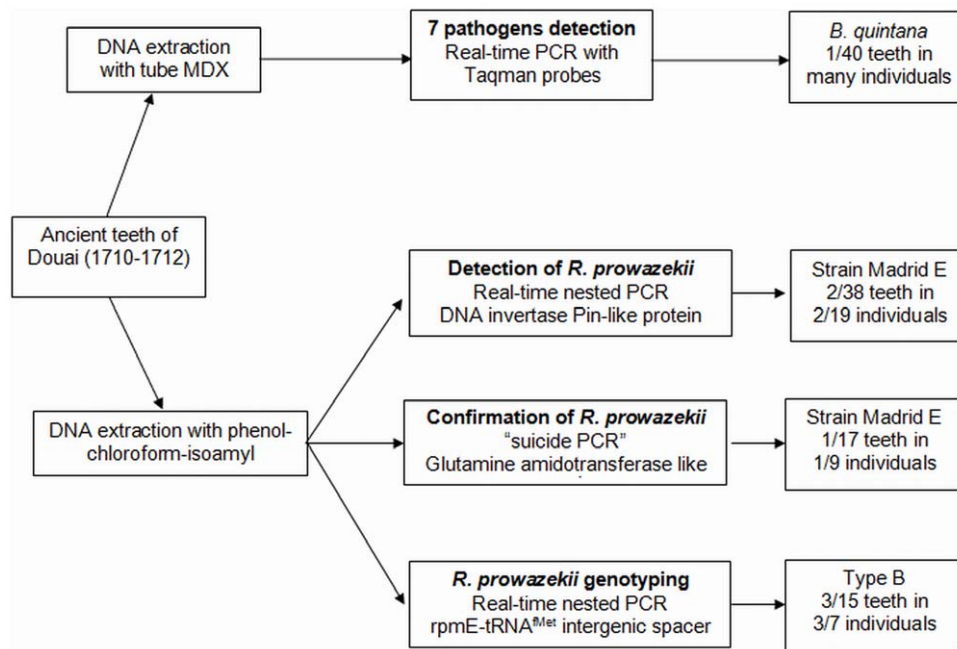 DNA extraction
with tube MDX
7 pathogens detection
Real-time PCR with
Taqman probes
B. quintana
1/40 teeth in
many individuals
Ancient teeth of
Douai (1710-1712)
Detection of R. prowazekii
Real-time nested PCR
DNA invertase Pin-like protein
Strain Madrid E
2/38 teeth in
2/19 individuals
DNA extraction with phenol-
chloroform-isoamyl
Confirmation of R. prowazekii
“suicide PCR”
Glutamine amidotransferase like
Strain Madrid E
1/17 teeth in
1/9 individuals
R. prowazekii genotyping
Real-time nested PCR
rpmE-tRNAfMet intergenic spacer
Type B
3/15 teeth in
3/7 individuals